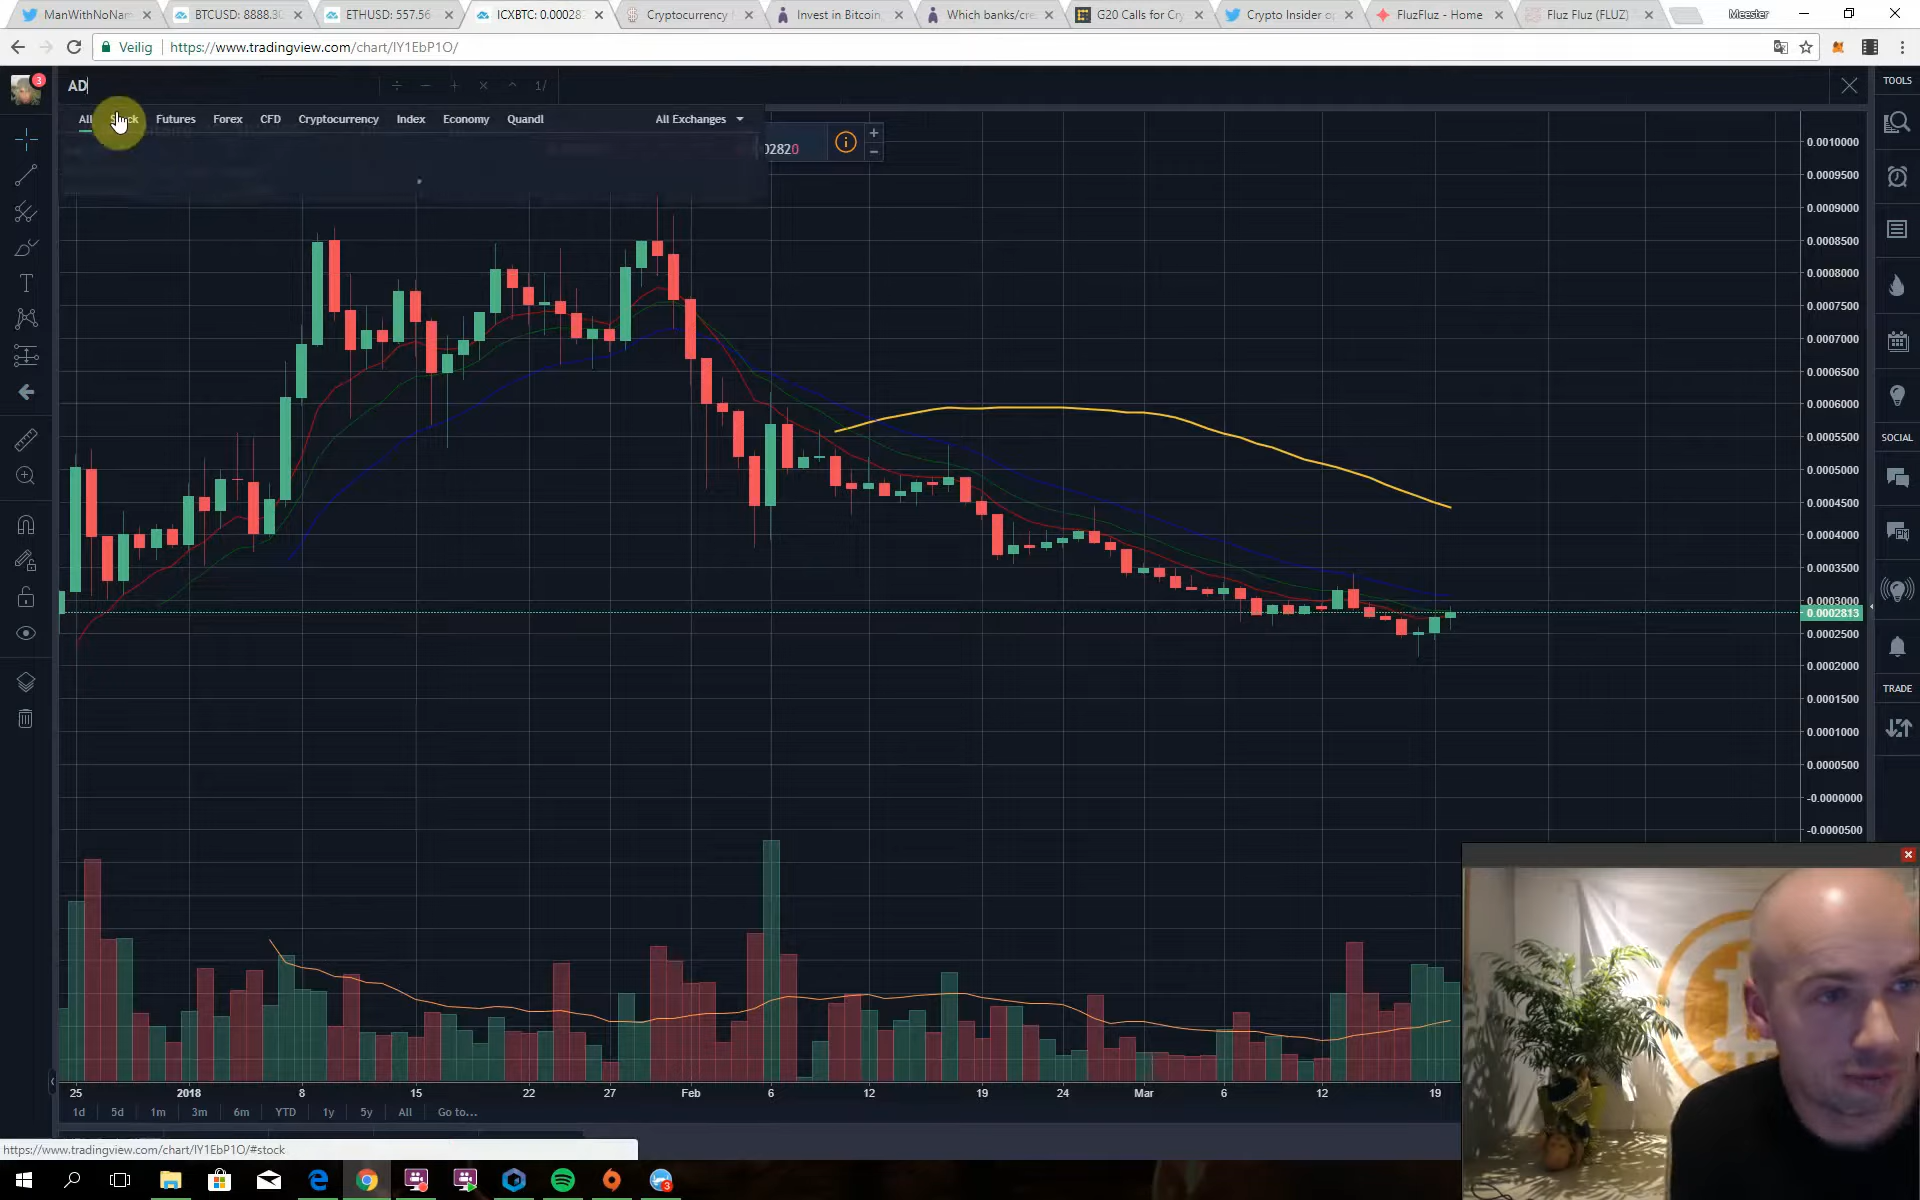 ManWithNoNam
BTCUSD: 8888.30
ETHUSD: 557.56
ICXBTC: 0.00028
Cryptocurrency
Invest in Bitcoin
Which banks/cre
G20 Calls for Cry
Crypto Insider o
FluzFluz - Home
Fluz Fluz (FLUZ)
Meester
Veilig
https://www.tradingview.com/chart/lY1EbP1O/
3
AD
÷ − + × ^ 1/
TOOLS
All Stock Futures Forex CFD Cryptocurrency Index Economy Quandl All Exchanges
02820
0.0010000
0.0009500
0.0009000
0.0008500
0.0008000
0.0007500
0.0007000
0.0006500
0.0006000
0.0005500
0.0005000
0.0004500
0.0004000
0.0003500
0.0003000
0.0002813
0.0002500
0.0002000
0.0001500
0.0001000
0.0000500
-0.0000000
-0.0000500
SOCIAL
TRADE
25 2018 8 15 22 27 Feb 6 12 19 24 Mar 6 12 19
1d 5d 1m 3m 6m YTD 1y 5y All Go to...
https://www.tradingview.com/chart/lY1EbP1O/#stock
3